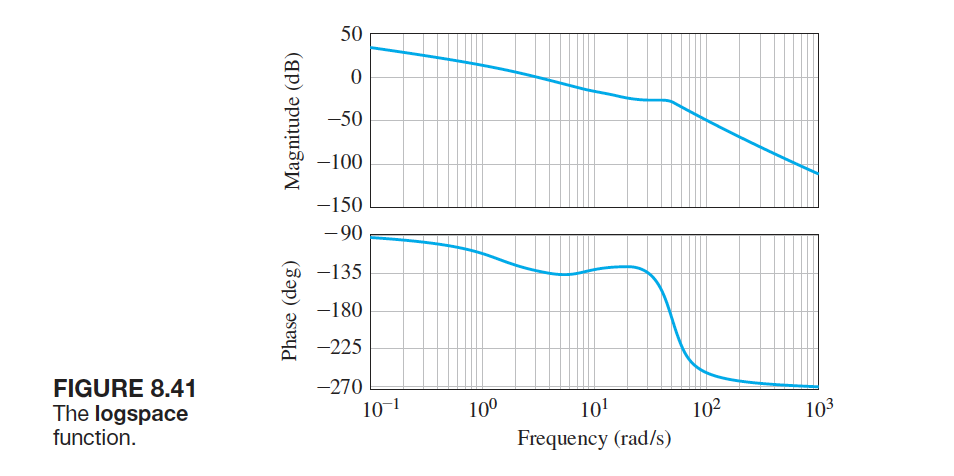 50
0
−50
−100
−150
Magnitude (dB)
−90
−135
−180
−225
−270
Phase (deg)
10⁻¹ 10⁰ 10¹ 10² 10³
Frequency (rad/s)
FIGURE 8.41
The logspace
function.